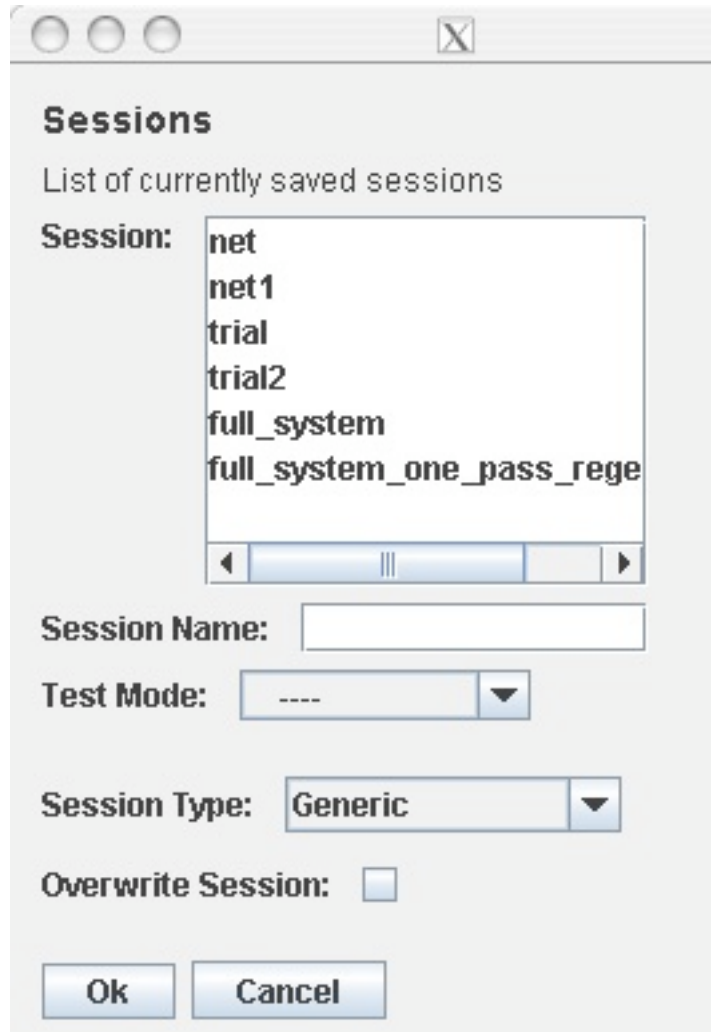 X
Sessions
List of currently saved sessions
Session:
net
net1
trial
trial2
full_system
full_system_one_pass_rege
Session Name:
Test Mode: ----
Session Type: Generic
Overwrite Session:
Ok Cancel